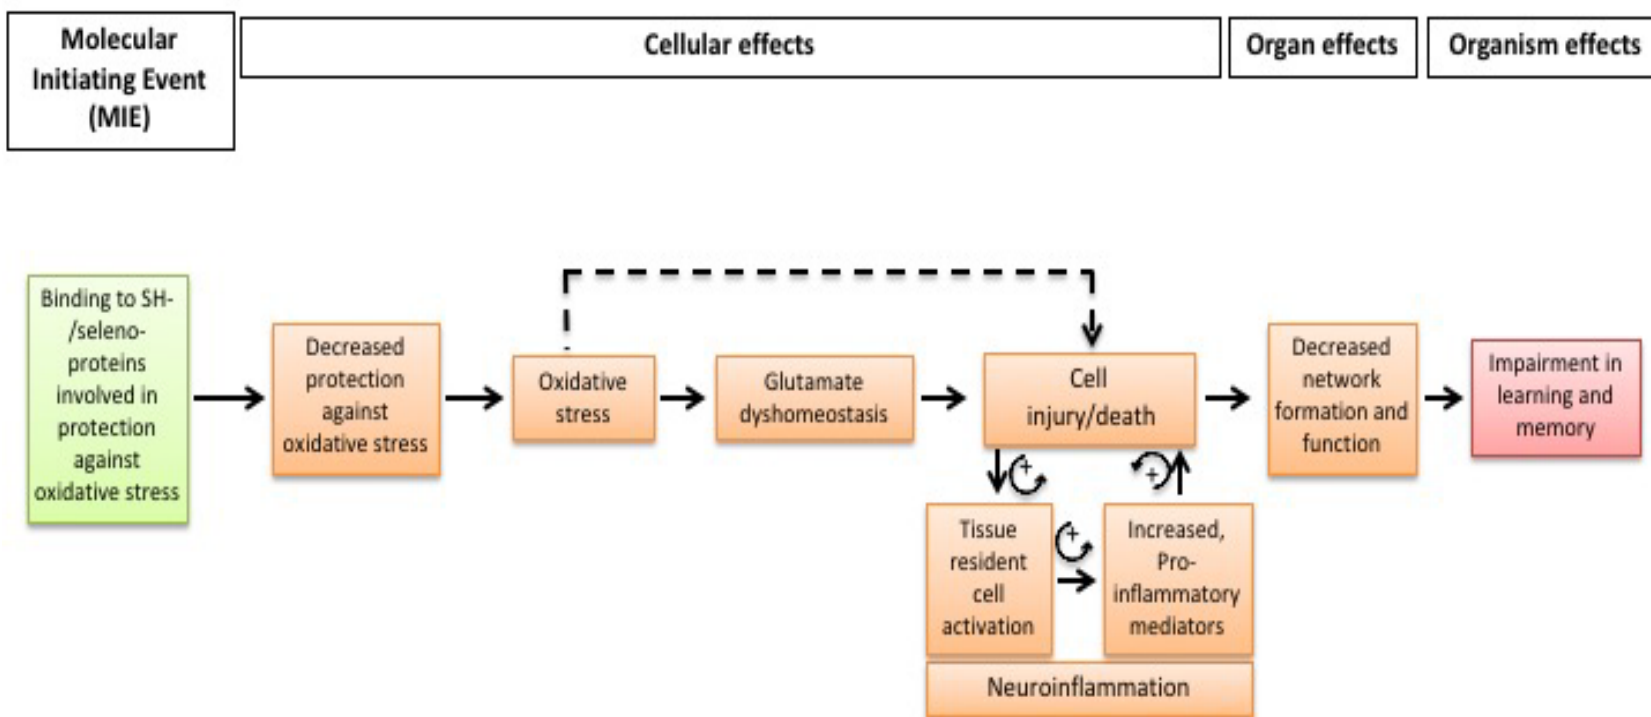 Molecular
Initiating Event
(MIE)
Cellular effects
Organ effects
Organism effects
Binding to SH-
/seleno-
proteins
involved in
protection
against
oxidative stress
Decreased
protection
against
oxidative stress
Oxidative
stress
Glutamate
dyshomeostasis
Cell
injury/death
Decreased
network
formation and
function
Impairment in
learning and
memory
+
+
Tissue
resident
cell
activation
+
Increased,
Pro-
inflammatory
mediators
Neuroinflammation